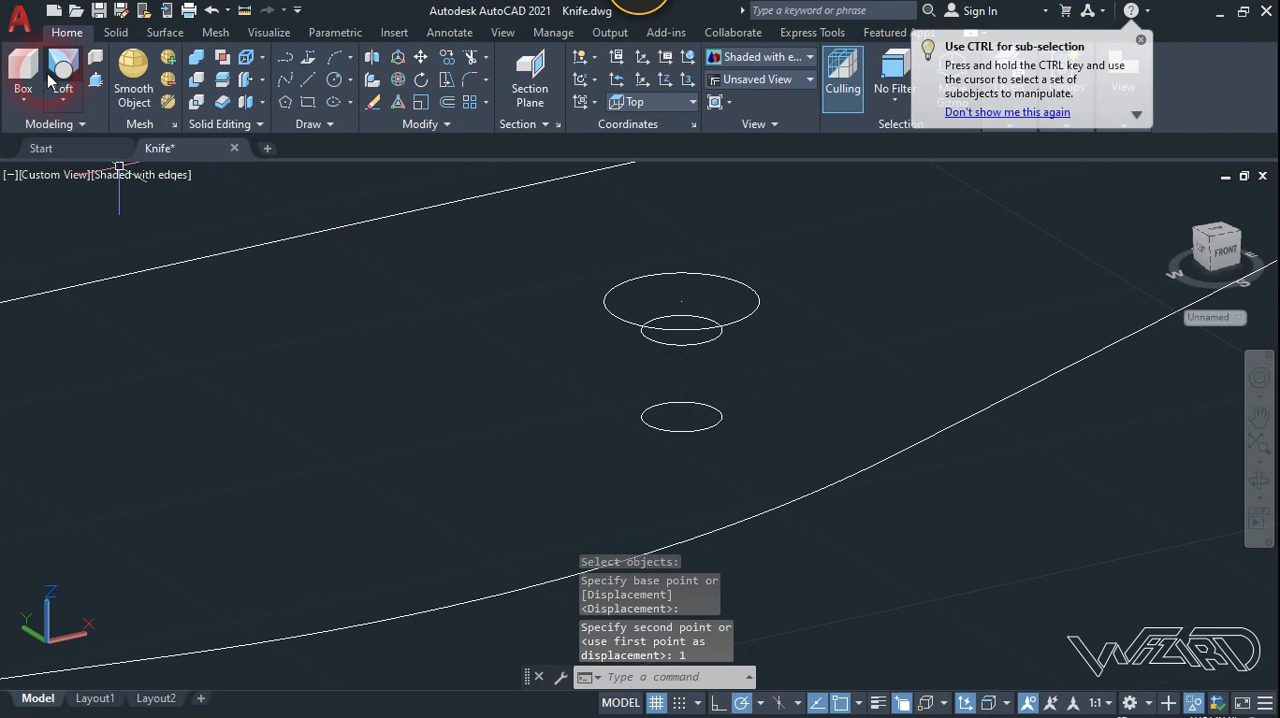 Autodesk AutoCAD 2021 Knife.dwg
Type a keyword or phrase
Sign In
Home Solid Surface Mesh Visualize Parametric Insert Annotate View Manage Output Add-ins Collaborate Express Tools Featured Apps
Box
Loft
Smooth
Object
Section
Plane
Shaded with e...
Unsaved View
Top
Culling
No Filter
Gizmo
View
Modeling
Mesh
Solid Editing
Draw
Modify
Section
Coordinates
View
Selection
Use CTRL for sub-selection
Press and hold the CTRL key and use
the cursor to select a set of
subobjects to manipulate.
Don't show me this again
Start
Knife*
[−][Custom View][Shaded with edges]
FRONT
W
S
E
Unnamed
Select objects:
Specify base point or
[Displacement]
<Displacement>:
Specify second point or
<use first point as
displacement>: 1
Type a command
Z
Y
X
WIZARD
Model Layout1 Layout2
MODEL
1:1